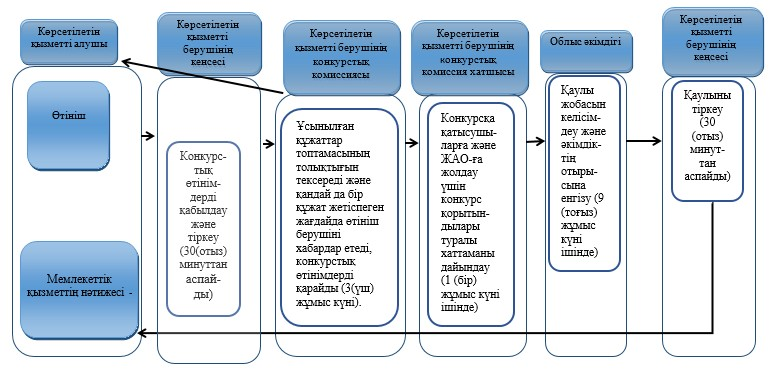 Көрсетілетін
қызметті алушы
Өтініш
Мемлекеттік
қызметтің нәтижесі -
Көрсетілетін
қызметті
берушінің
кеңсесі
Конкурс-
тық
өтінім-
дерді
қабылдау
және
тіркеу
(30(отыз)
минуттан
аспай-
ды)
Көрсетілетін
қызметті берушінің
конкурстық
комиссиясы
Ұсынылған
құжаттар
топтамасының
толықтығын
тексереді және
қандай да бір
құжат жетіспеген
жағдайда өтініш
берушіні
хабардар етеді,
конкурстық
өтінімдерді
қарайды (3(үш)
жұмыс күні).
Көрсетілетін
қызметті берушінің
конкурстық
комиссия хатшысы
Конкурсқа
қатысушы-
ларға және
ЖАО-ға
жолдау
үшін
конкурс
қорытын-
дылары
туралы
хаттаманы
дайындау
(1 (бір)
жұмыс күні
ішінде)
Облыс әкімдігі
Қаулы
жобасын
келісім-
деу және
әкімдік-
тің
отыры-
сына
енгізу (9
(тоғыз)
жұмыс
күні
ішінде)
Көрсетілетін
қызметті
берушінің
кеңсесі
Қаулыны
тіркеу
(30
(отыз)
минут-
тан
аспайды)